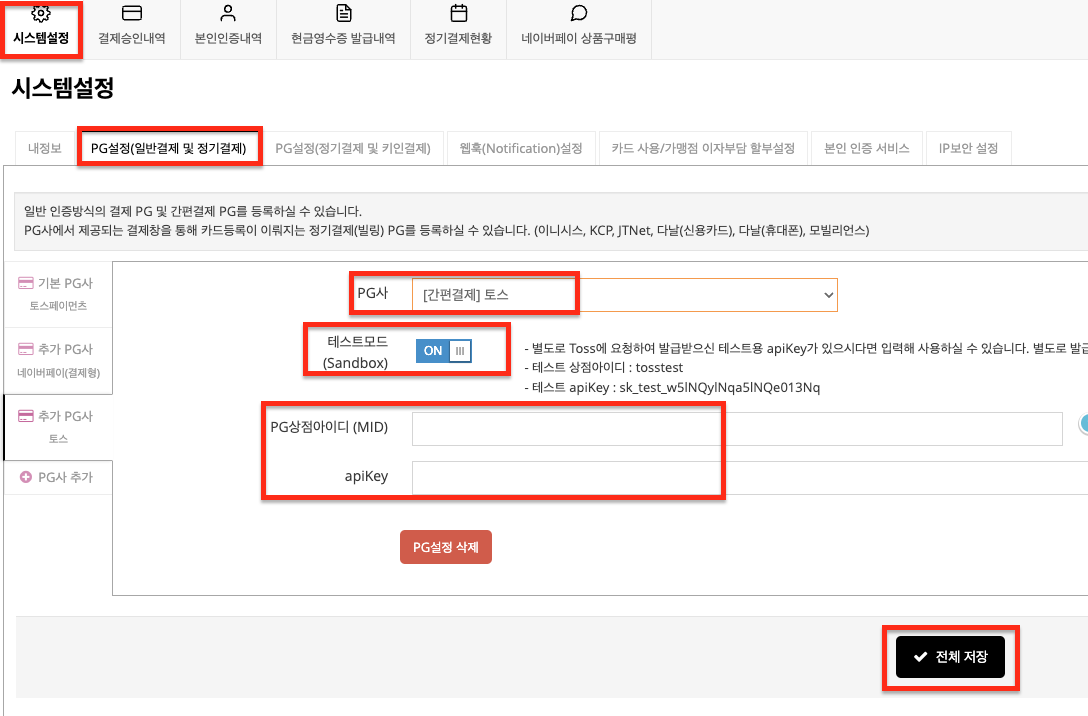 시스템설정
결제승인내역
본인인증내역
현금영수증 발급내역
정기결제현황
네이버페이 상품구매평
시스템설정
내정보
PG설정(일반결제 및 정기결제)
PG설정(정기결제 및 키인결제)
웹훅(Notification)설정
카드 사용/가맹점 이자부담 할부설정
본인 인증 서비스
IP보안 설정
일반 인증방식의 결제 PG 및 간편결제 PG를 등록하실 수 있습니다.
PG사에서 제공되는 결제창을 통해 카드등록이 이뤄지는 정기결제(빌링) PG를 등록하실 수 있습니다. (이니시스, KCP, JTNet, 다날(신용카드), 다날(휴대폰), 모빌리언스)
기본 PG사
토스페이먼츠
추가 PG사
네이버페이(결제형)
추가 PG사
토스
PG사 추가
PG사
[간편결제] 토스
테스트모드
(Sandbox)
ON
- 별도로 Toss에 요청하여 발급받으신 테스트용 apiKey가 있으시다면 입력해 사용하실 수 있습니다. 별도로 발급
- 테스트 상점아이디 : tosstest
- 테스트 apiKey : sk_test_w5lNQylNqa5lNQe013Nq
PG상점아이디 (MID)
apiKey
PG설정 삭제
전체 저장